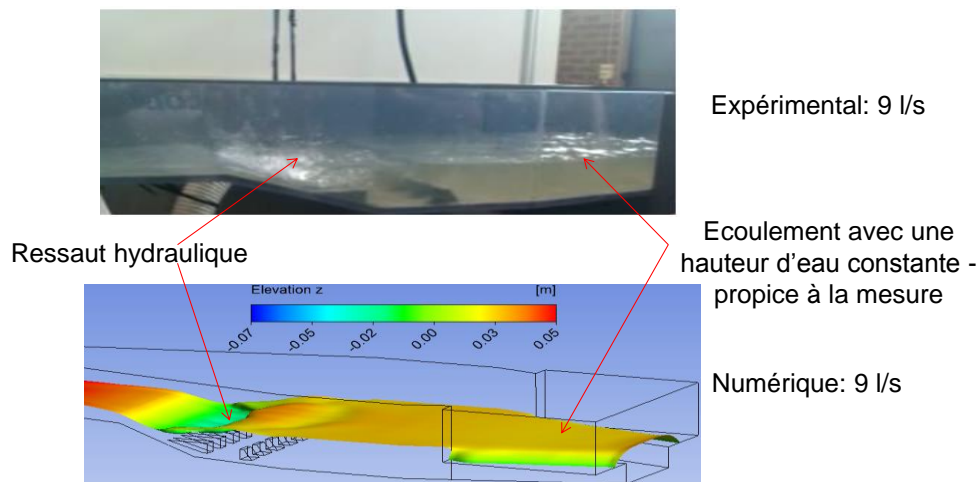 Expérimental: 9 l/s
Ressaut hydraulique
Ecoulement avec une
hauteur d'eau constante -
propice à la mesure
Elevation z
[m]
-0.07
-0.05
-0.02
0.00
0.03
0.05
Numérique: 9 l/s